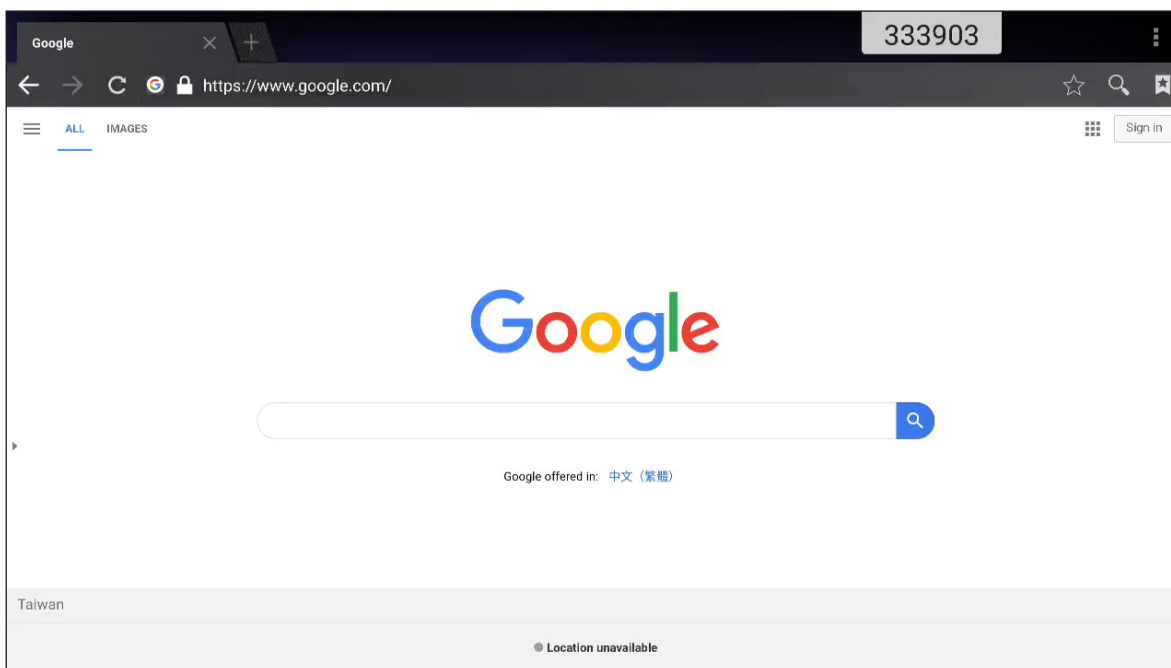 Google
333903
https://www.google.com/
ALL IMAGES
Sign in
Google
Google offered in: 中文（繁體）
Taiwan
Location unavailable